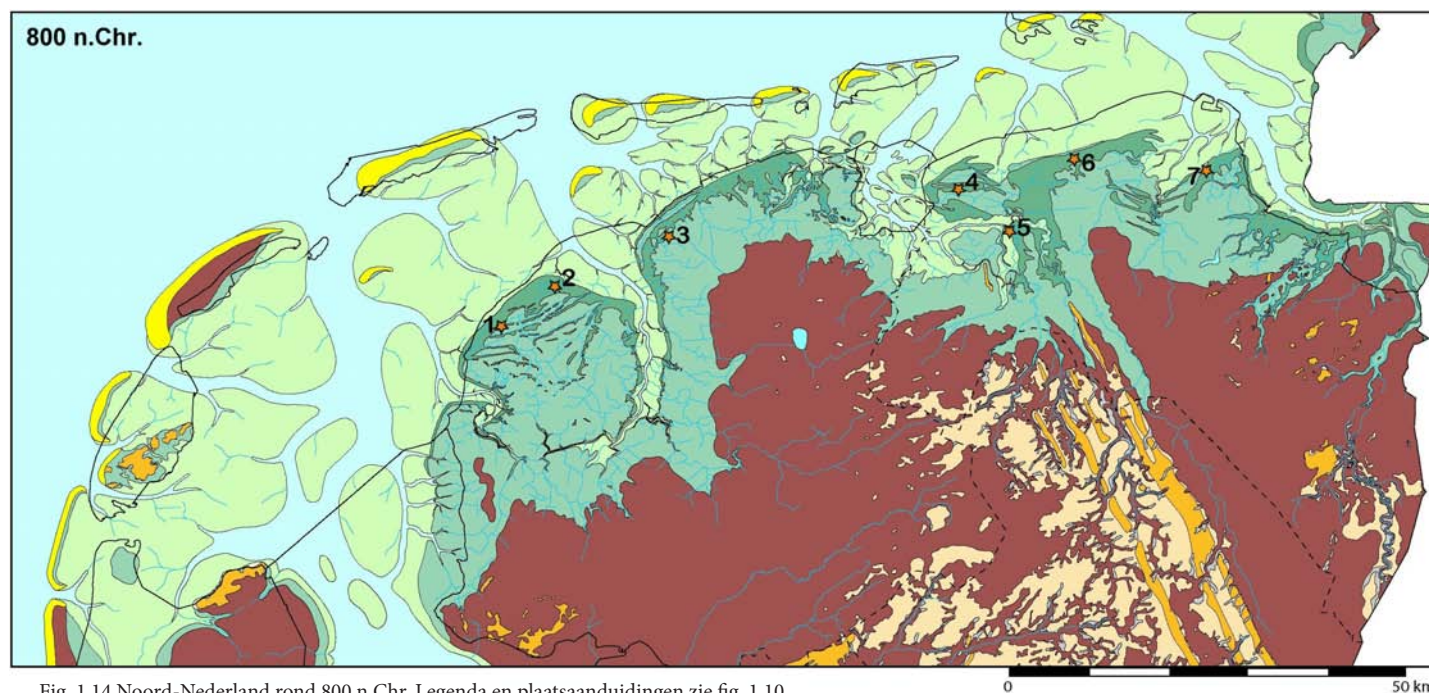 800 n.Chr.
6
7
4
5
3
2
1
Fig. 1.14 Noord-Nederland rond 800 n.Chr. Legenda en plaatsaanduidingen zie fig. 1.10.
0
50 km